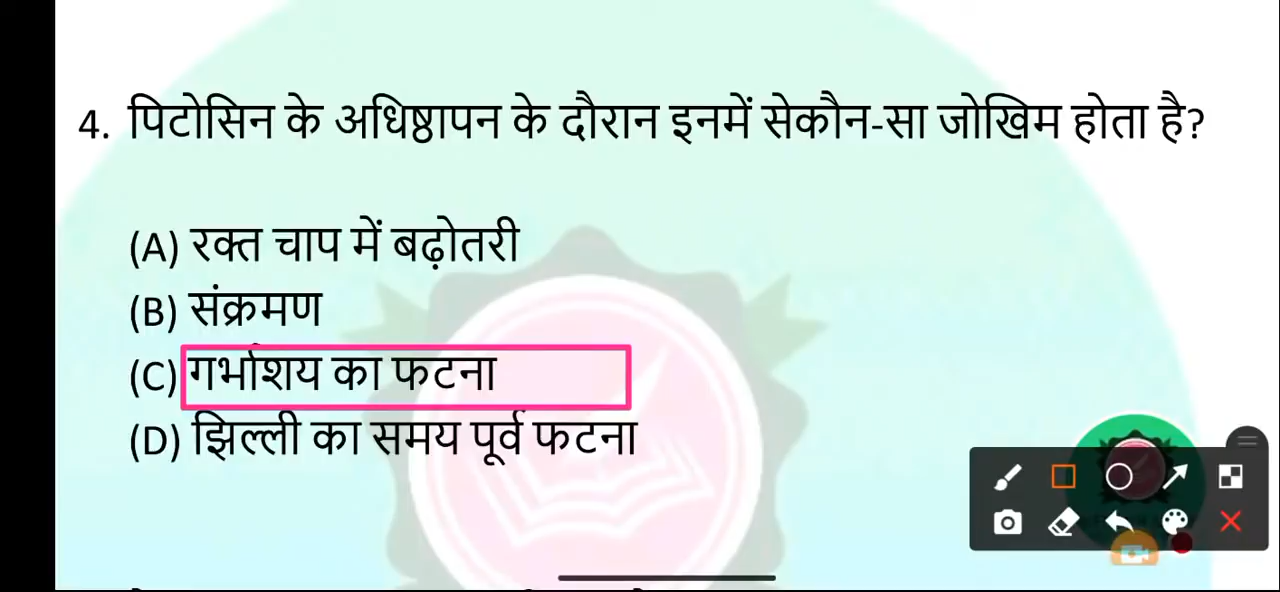 4. पिटोसिन के अधिष्ठापन के दौरान इनमें सेकौन-सा जोखिम होता है?
(A) रक्त चाप में बढ़ोतरी
(B) संक्रमण
(C) गर्भाशय का फटना
(D) झिल्ली का समय पूर्व फटना